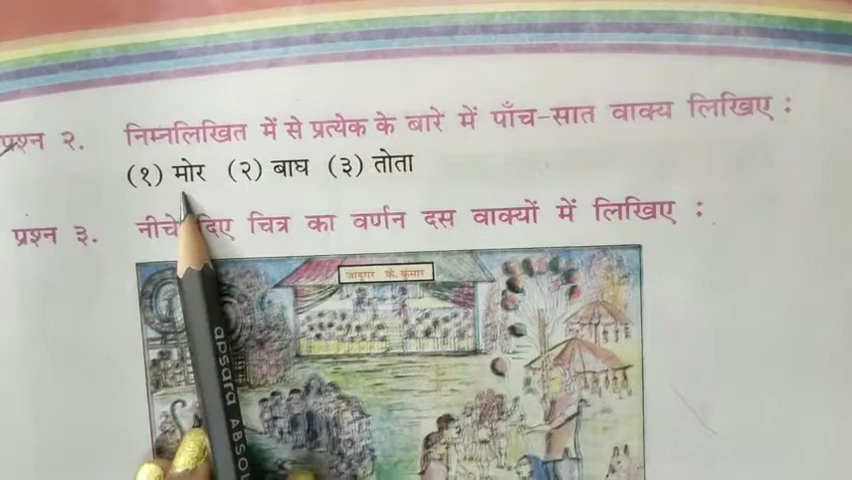 प्रश्न २. निम्नलिखित में से प्रत्येक के बारे में पाँच-सात वाक्य लिखिए :
(१) मोर (२) बाघ (३) तोता
प्रश्न ३. नीचे दिए चित्र का वर्णन दस वाक्यों में लिखिए :
जादूगर के. कुमार
apsara ABSOL